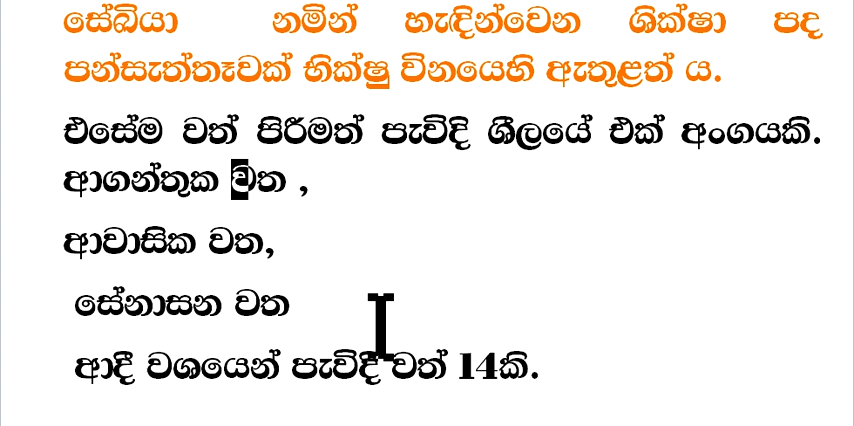 සේඛියා නමින් හැඳින්වෙන ශික්ෂා පද
පන්සැත්තෑවක් භික්ෂු විනයෙහි ඇතුළත් ය.
එසේම වත් පිරීමත් පැවිදි ශීලයේ එක් අංගයකි.
ආගන්තුක වත ,
ආවාසික වත,
සේනාසන වත
ආදී වශයෙන් පැවිදි වත් 14කි.